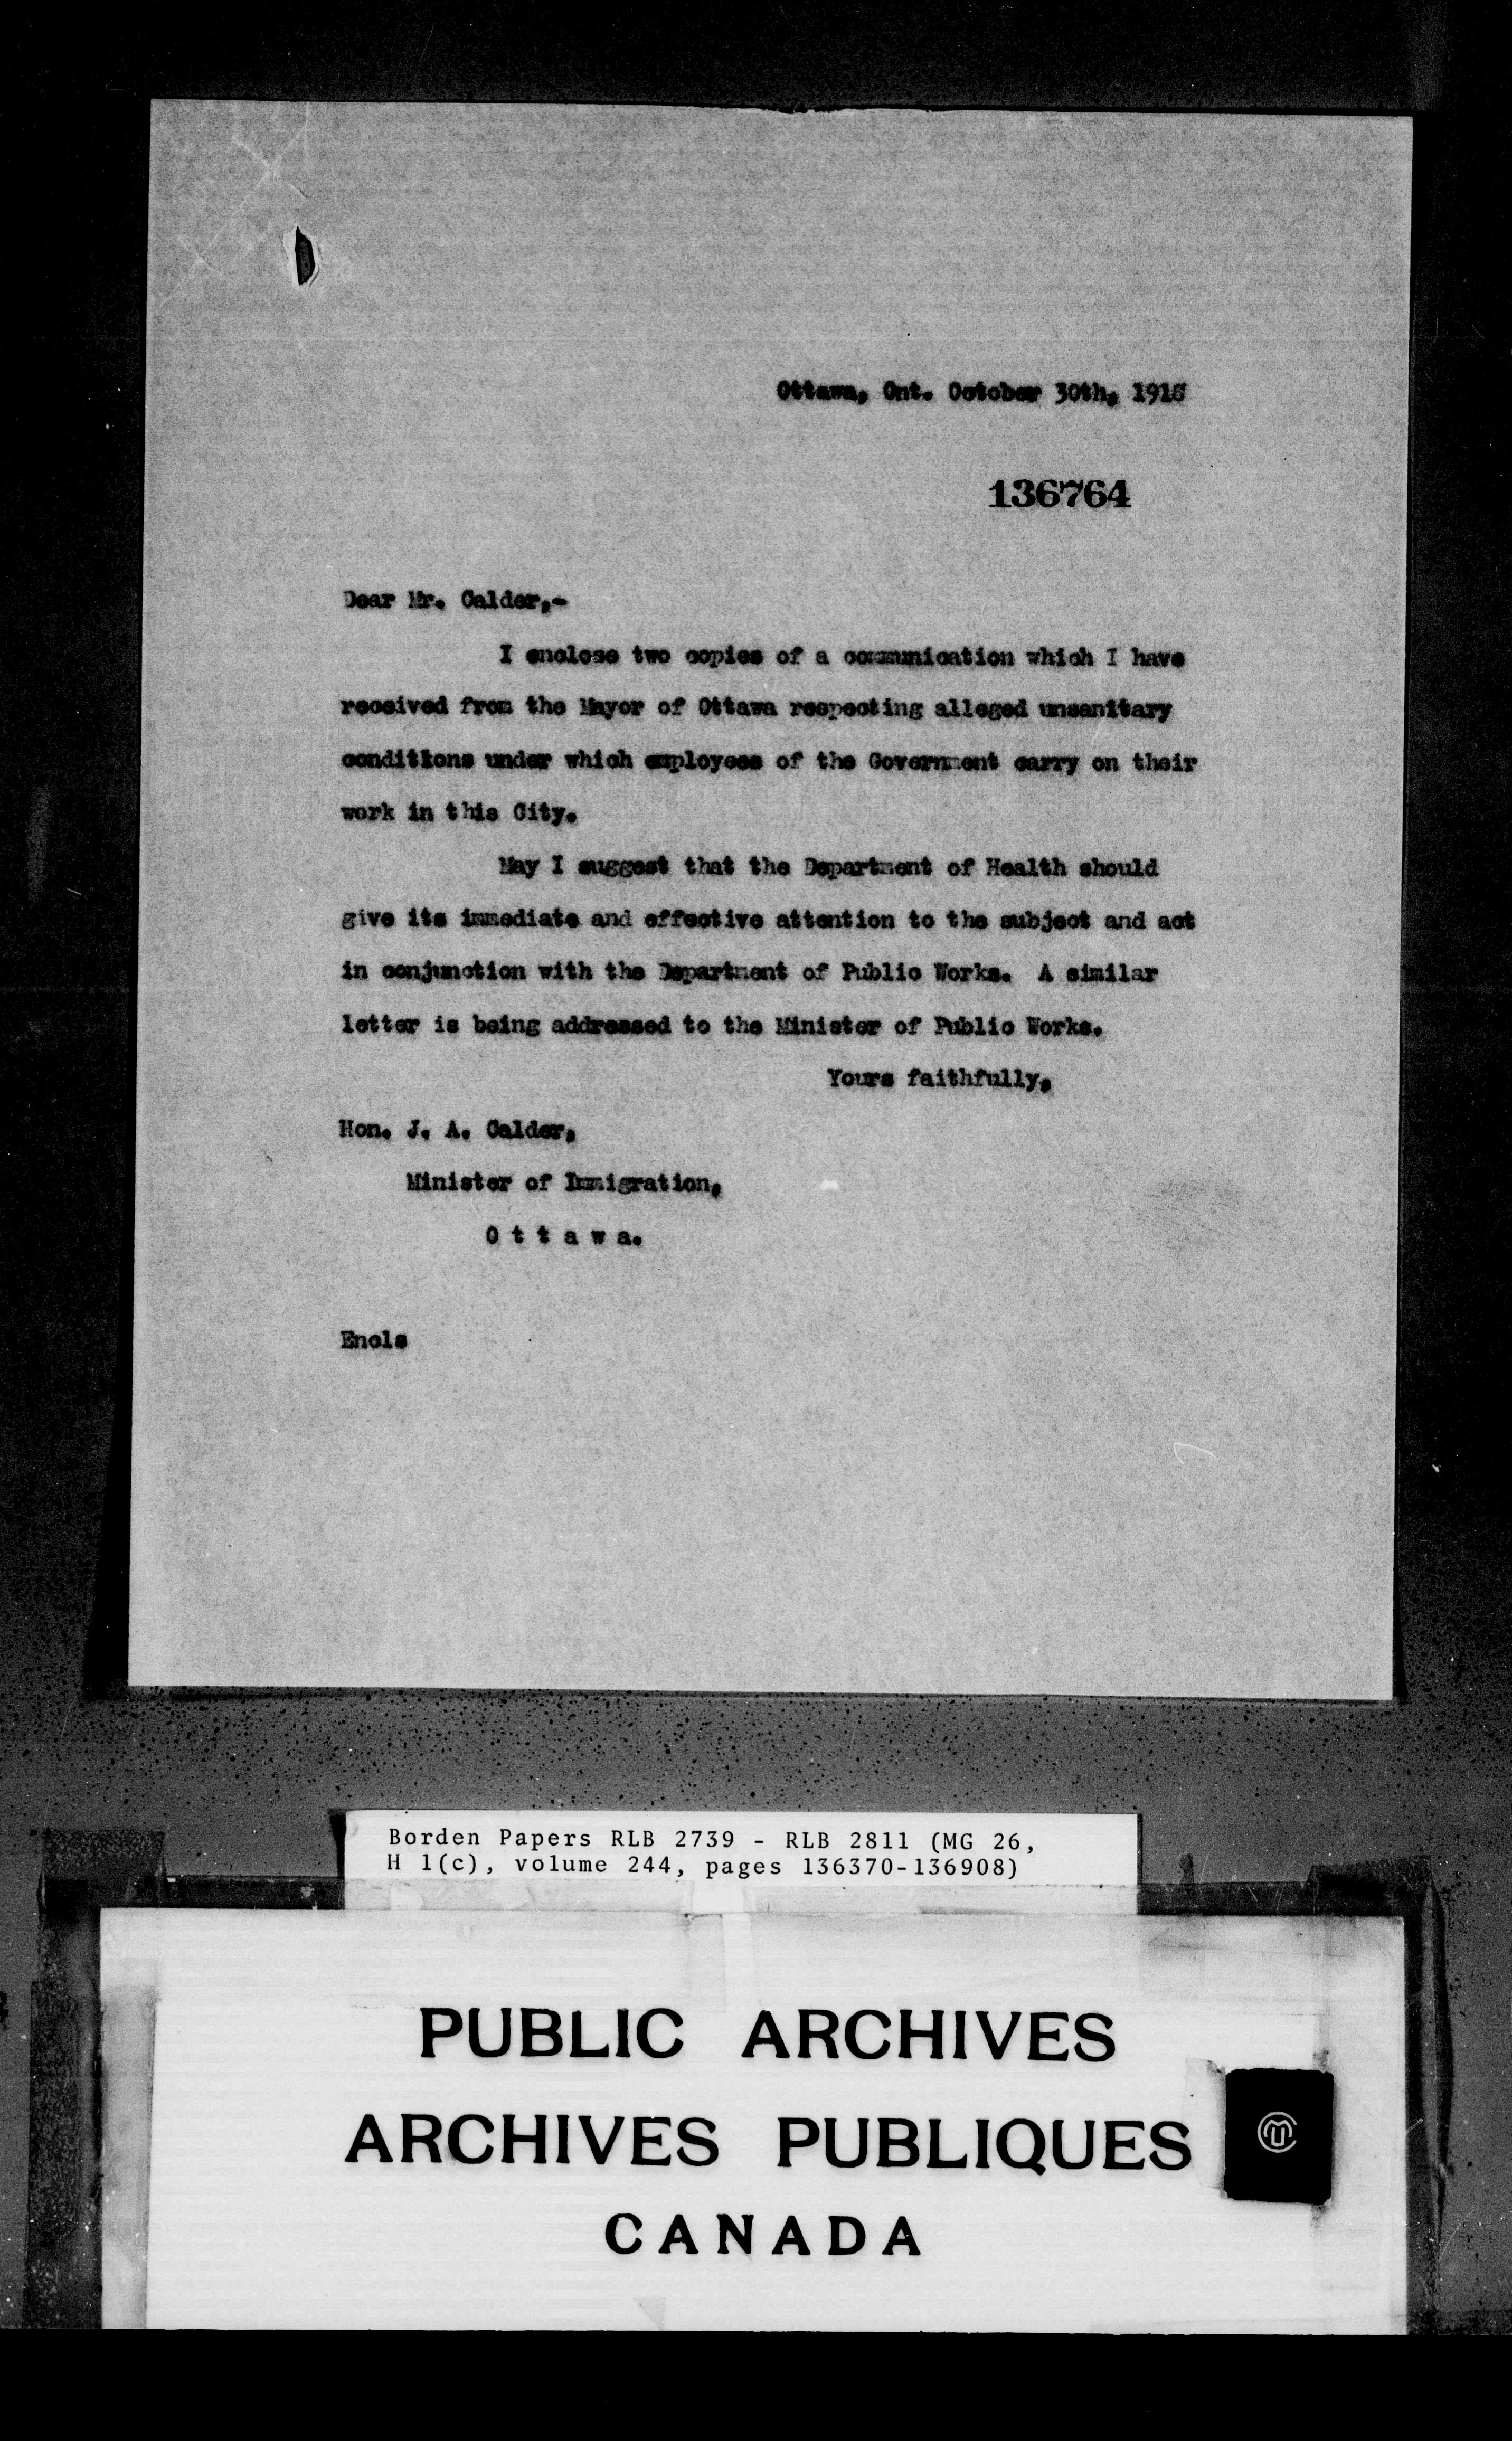 Ottawa, Ont. October 30th, 1918
136764
Dear Mr. Calder,-
I enclose two copies of a communication which I have
received from the Mayor of Ottawa respecting alleged unsanitary
conditions under which employees of the Government carry on their
work in this City.
May I suggest that the Department of Health should
give its immediate and effective attention to the subject and act
in conjunction with the Department of Public Works. A similar
letter is being addressed to the Minister of Public Works.
Yours faithfully,
Hon. J. A. Calder,
Minister of Immigration,
O t t a w a.
Encls
Borden Papers RLB 2739 - RLB 2811 (MG 26,
H 1(c), volume 244, pages 136370-136908)
PUBLIC ARCHIVES
ARCHIVES PUBLIQUES
CANADA